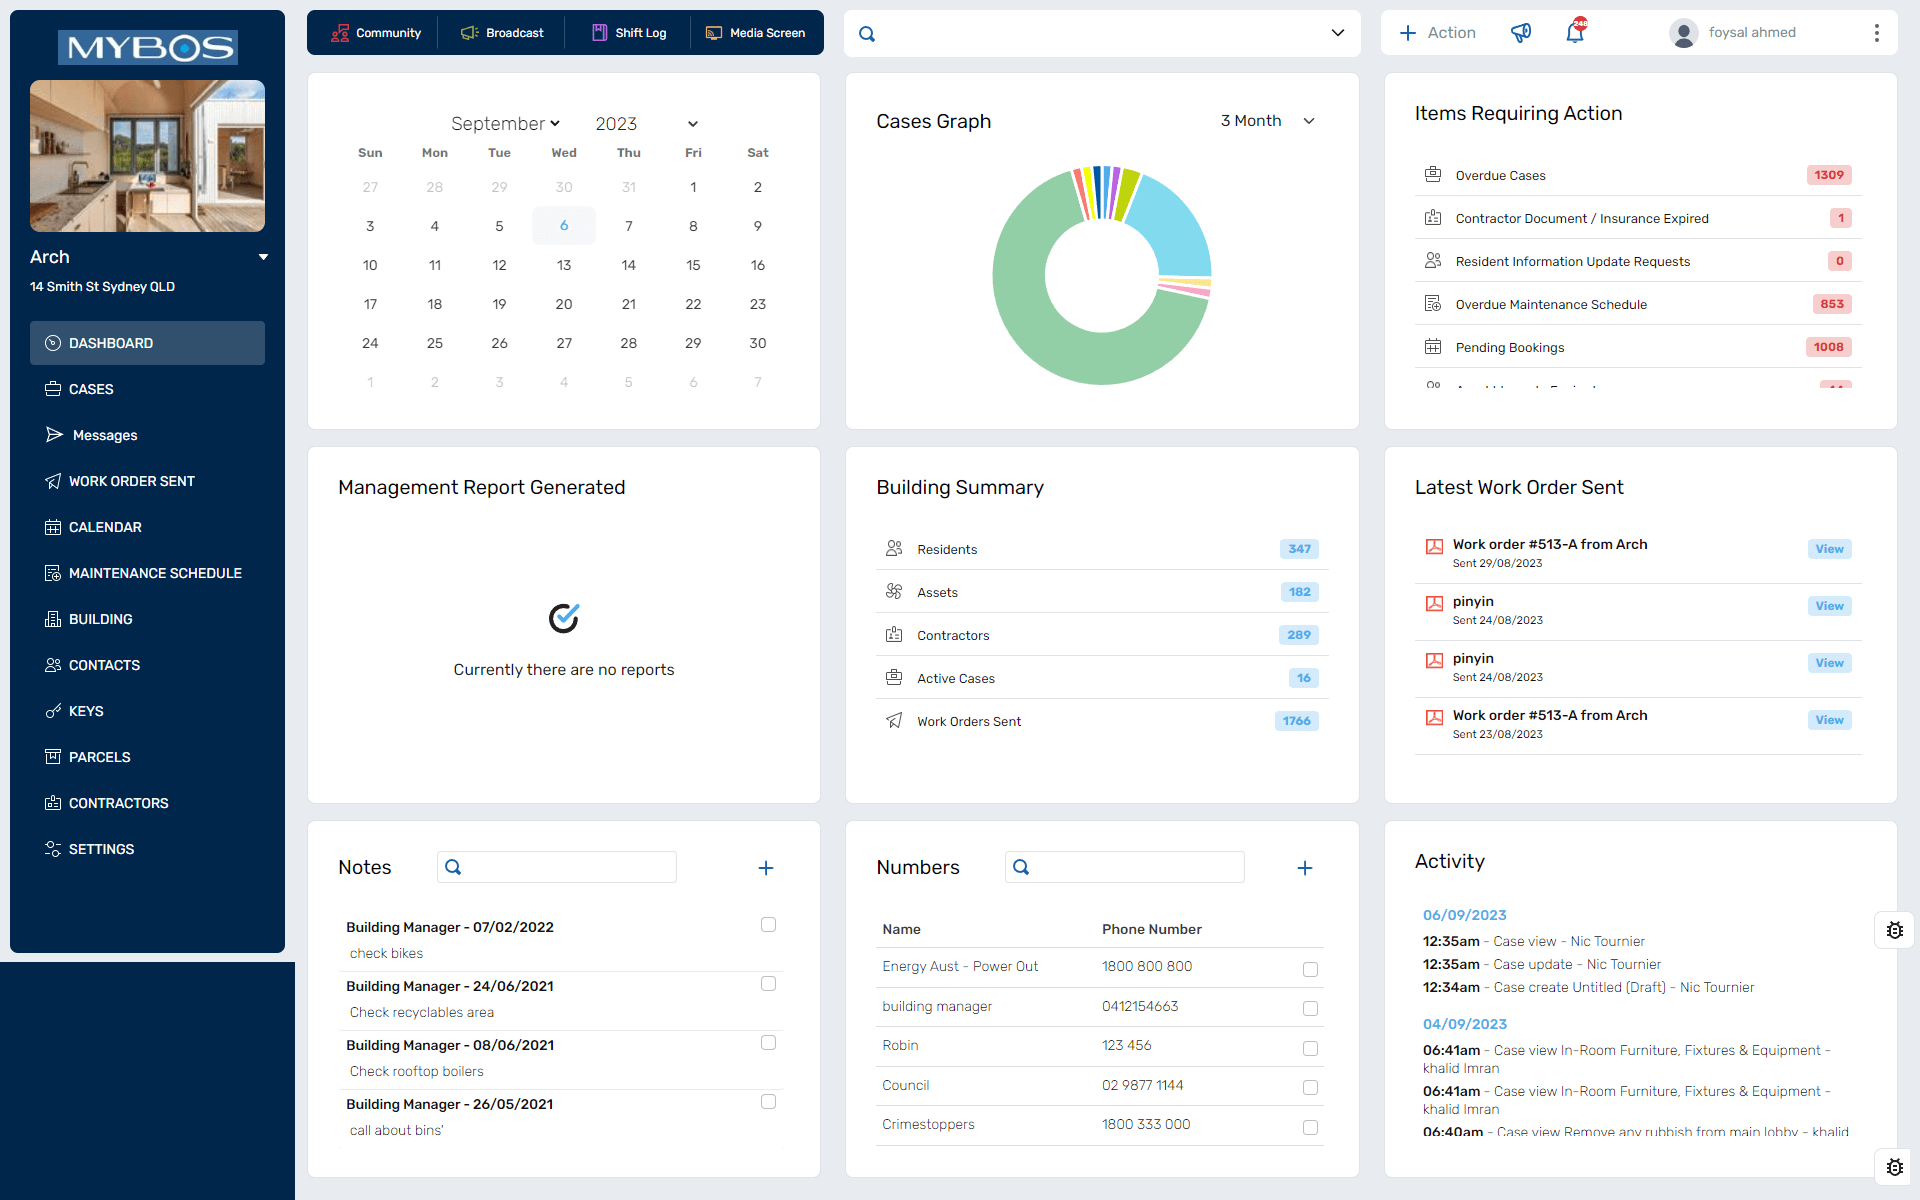 MYBOS
Arch
14 Smith St Sydney QLD
DASHBOARD
CASES
Messages
WORK ORDER SENT
CALENDAR
MAINTENANCE SCHEDULE
BUILDING
CONTACTS
KEYS
PARCELS
CONTRACTORS
SETTINGS
Community Broadcast Shift Log Media Screen
Action 248 foysal ahmed
September 2023
Sun Mon Tue Wed Thu Fri Sat
27 28 29 30 31 1 2
3 4 5 6 7 8 9
10 11 12 13 14 15 16
17 18 19 20 21 22 23
24 25 26 27 28 29 30
1 2 3 4 5 6 7
Cases Graph 3 Month
Items Requiring Action
Overdue Cases 1309
Contractor Document / Insurance Expired 1
Resident Information Update Requests 0
Overdue Maintenance Schedule 853
Pending Bookings 1008
Management Report Generated
Currently there are no reports
Building Summary
Residents 347
Assets 182
Contractors 289
Active Cases 16
Work Orders Sent 1766
Latest Work Order Sent
Work order #513-A from Arch View
Sent 29/08/2023
pinyin View
Sent 24/08/2023
pinyin View
Sent 24/08/2023
Work order #513-A from Arch View
Sent 23/08/2023
Notes
Building Manager - 07/02/2022
check bikes
Building Manager - 24/06/2021
Check recyclables area
Building Manager - 08/06/2021
Check rooftop boilers
Building Manager - 26/05/2021
call about bins'
Numbers
Name Phone Number
Energy Aust - Power Out 1800 800 800
building manager 0412154663
Robin 123 456
Council 02 9877 1144
Crimestoppers 1800 333 000
Activity
06/09/2023
12:35am - Case view - Nic Tournier
12:35am - Case update - Nic Tournier
12:34am - Case create Untitled (Draft) - Nic Tournier
04/09/2023
06:41am - Case view In-Room Furniture, Fixtures & Equipment -
khalid Imran
06:41am - Case view In-Room Furniture, Fixtures & Equipment -
khalid Imran
06:40am - Case view Remove any rubbish from main lobby - khalid